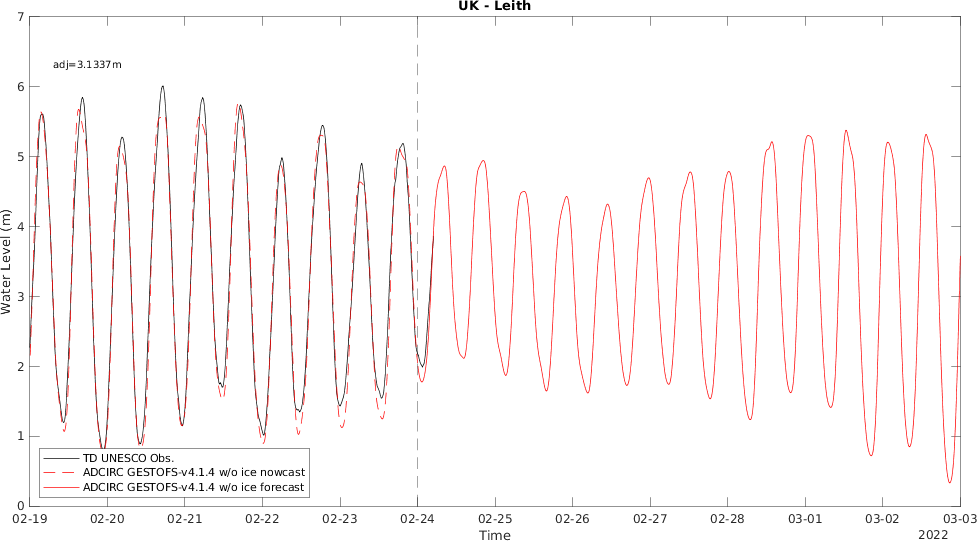 UK - Leith
7
adj=3.1337m
6
5
4
3
2
1
0
Water Level (m)
TD UNESCO Obs.
ADCIRC GESTOFS-v4.1.4 w/o ice nowcast
ADCIRC GESTOFS-v4.1.4 w/o ice forecast
02-19 02-20 02-21 02-22 02-23 02-24 02-25 02-26 02-27 02-28 03-01 03-02 03-03
Time
2022